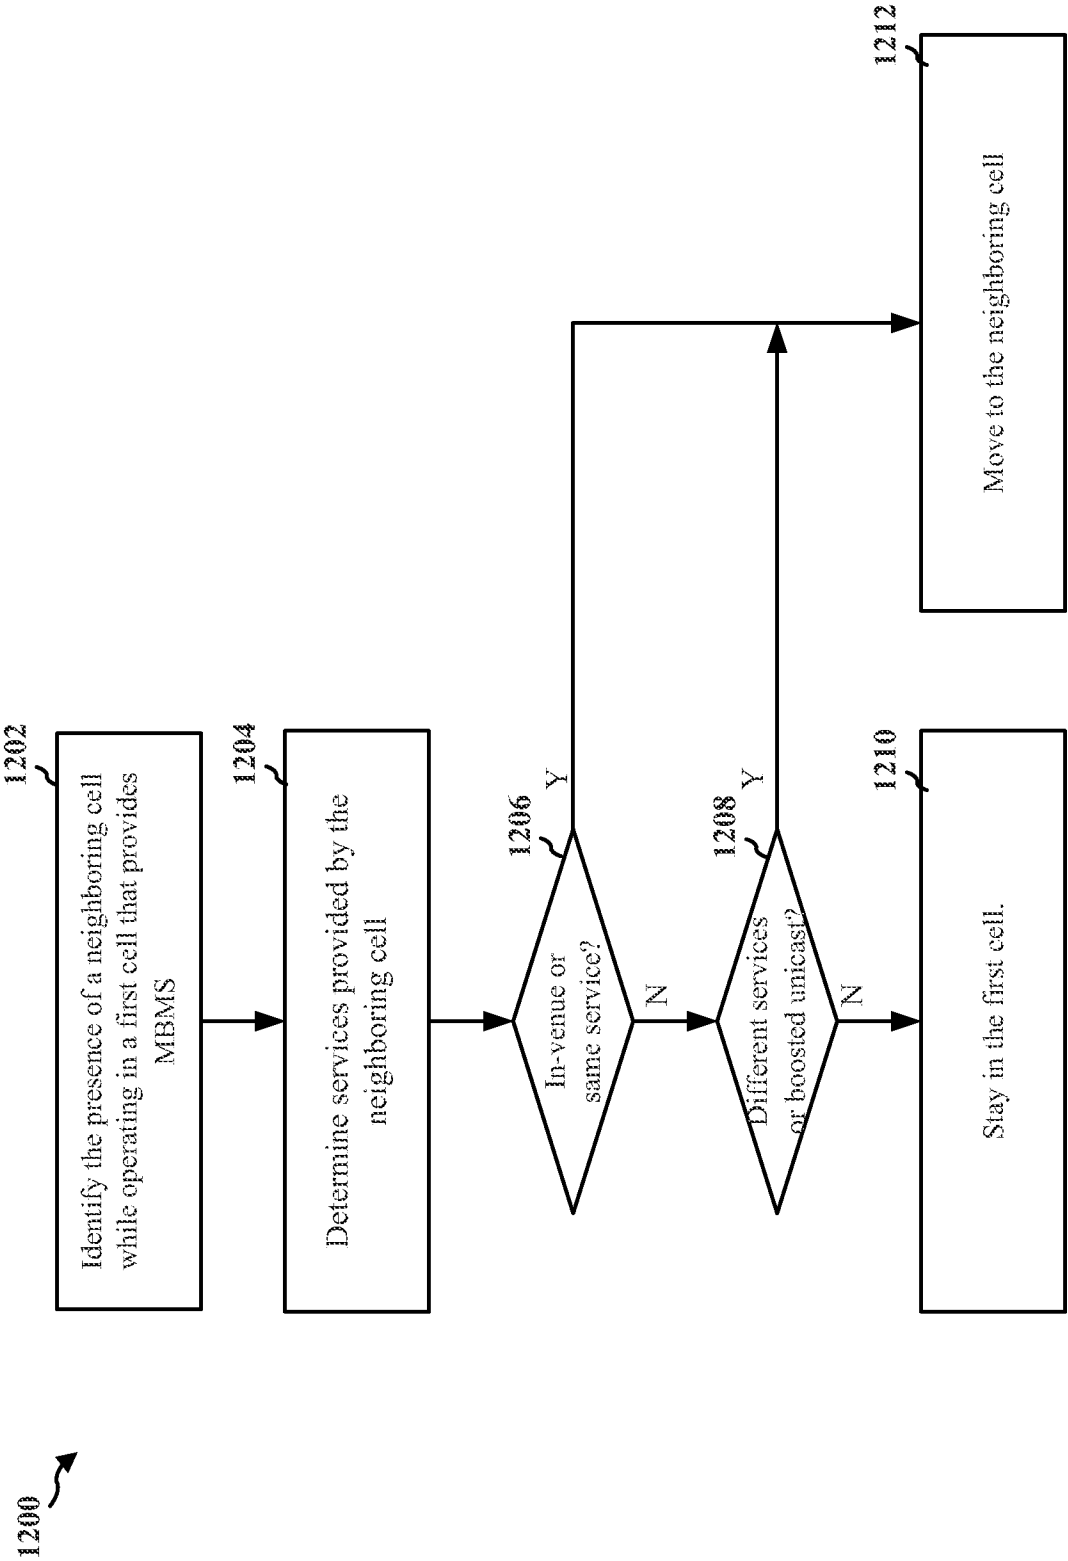 1200
1202
Identify the presence of a neighboring cell
while operating in a first cell that provides
MBMS
1204
Determine services provided by the
neighboring cell
1206
In-venue or
same service?
Y
N
1208
Different services
or boosted unicast?
Y
N
1210
Stay in the first cell.
1212
Move to the neighboring cell